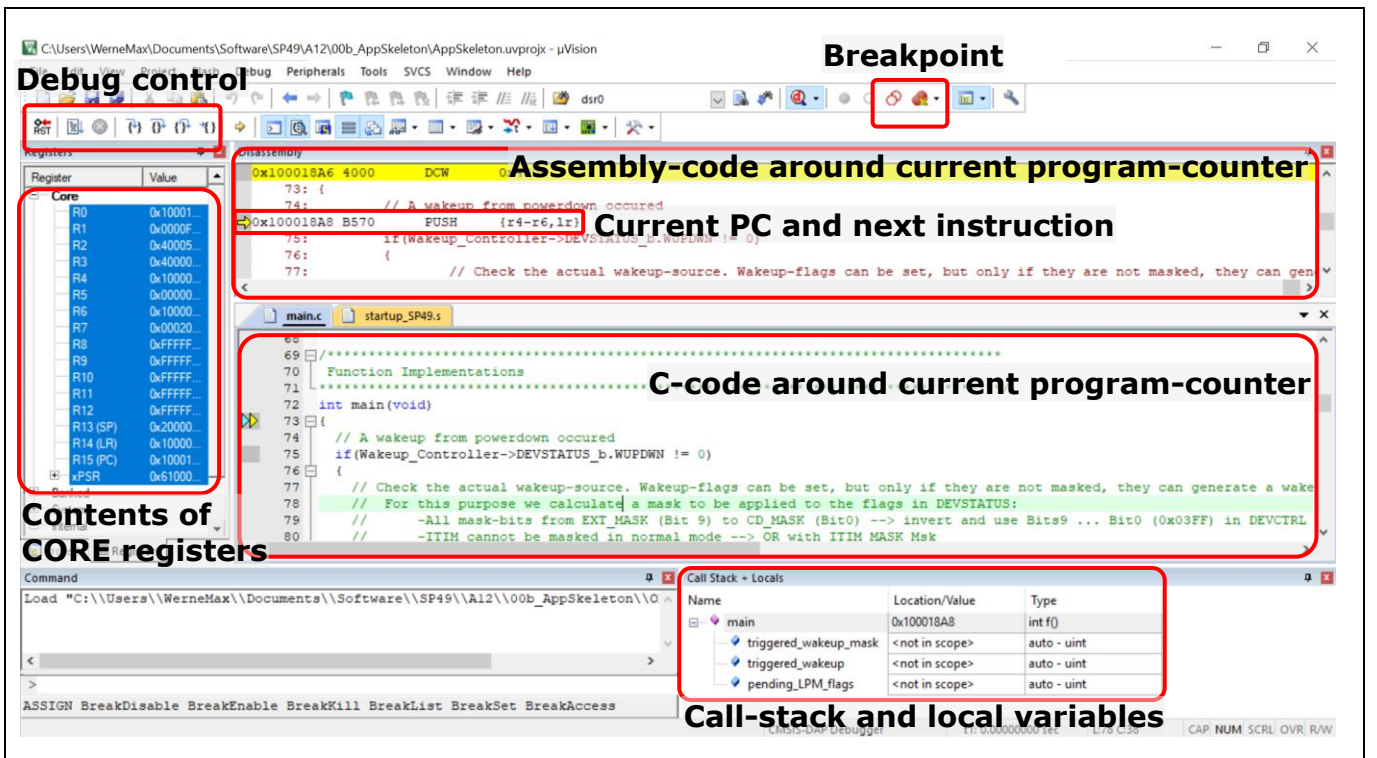 C:\Users\WerneMax\Documents\Software\SP49\A12\00b_AppSkeleton\AppSkeleton.uvprojx - µVision
Breakpoint
Debug control
Debug Peripherals Tools SVCS Window Help
dsr0
RST
Registers
Register Value
Core
R0 0x10001...
R1 0x0000F...
R2 0x40005...
R3 0x40000...
R4 0x10000...
R5 0x00000...
R6 0x10000...
R7 0x00020...
R8 0xFFFFF...
R9 0xFFFFF...
R10 0xFFFFF...
R11 0xFFFFF...
R12 0xFFFFF...
R13 (SP) 0x20000...
R14 (LR) 0x10000...
R15 (PC) 0x10001...
xPSR 0x61000...
Contents of
CORE registers
Disassembly
Assembly-code around current program-counter
0x100018A6 4000 DCW
73: {
74: // A wakeup from powerdown occured
0x100018A8 B570 PUSH {r4-r6,lr}
Current PC and next instruction
75: if(Wakeup_Controller->DEVSTATUS_b.WUPDWN != 0)
76: {
77: // Check the actual wakeup-source. Wakeup-flags can be set, but only if they are not masked, they can gen
main.c startup_SP49.s
68
69 /***********************************************************************************
70 Function Implementations
C-code around current program-counter
71
72 int main(void)
73 {
74 // A wakeup from powerdown occured
75 if(Wakeup_Controller->DEVSTATUS_b.WUPDWN != 0)
76 {
77 // Check the actual wakeup-source. Wakeup-flags can be set, but only if they are not masked, they can generate a wake
78 // For this purpose we calculate a mask to be applied to the flags in DEVSTATUS:
79 // -All mask-bits from EXT_MASK (Bit 9) to CD_MASK (Bit0) --> invert and use Bits9 ... Bit0 (0x03FF) in DEVCTRL
80 // -ITIM cannot be masked in normal mode --> OR with ITIM MASK Msk
Command
Load "C:\\Users\\WerneMax\\Documents\\Software\\SP49\\A12\\00b_AppSkeleton\\O
>
ASSIGN BreakDisable BreakEnable BreakKill BreakList BreakSet BreakAccess
Call Stack + Locals
Name Location/Value Type
main 0x100018A8 int f()
triggered_wakeup_mask <not in scope> auto - uint
triggered_wakeup <not in scope> auto - uint
pending_LPM_flags <not in scope> auto - uint
Call-stack and local variables
CMSIS-DAP Debugger t1: 0.00000000 sec L:78 C:38 CAP NUM SCRL OVR R/W